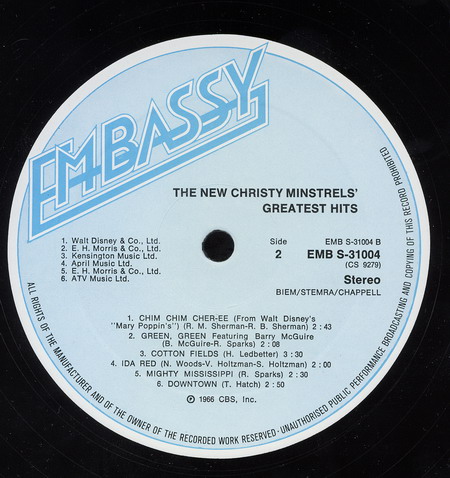 EMBASSY
THE NEW CHRISTY MINSTRELS'
GREATEST HITS
1. Walt Disney & Co., Ltd.
2. E. H. Morris & Co., Ltd.
3. Kensington Music Ltd.
4. April Music Ltd.
5. E. H. Morris & Co., Ltd.
6. ATV Music Ltd.
Side
2
EMB S-31004 B
EMB S-31004
(CS 9279)
Stereo
BIEM/STEMRA/CHAPPELL
1. CHIM CHIM CHER-EE (From Walt Disney's
"Mary Poppin's") (R. M. Sherman-R. B. Sherman) 2 : 43
2. GREEN, GREEN Featuring Barry McGuire
(B. McGuire-R. Sparks) 2 : 08
3. COTTON FIELDS (H. Ledbetter) 3 : 30
4. IDA RED (N. Woods-V. Holtzman-S. Holtzman) 2 : 00
5. MIGHTY MISSISSIPPI (R. Sparks) 2 : 30
6. DOWNTOWN (T. Hatch) 2 : 50
℗ 1966 CBS, Inc.
ALL RIGHTS OF THE MANUFACTURER AND OF THE OWNER OF THE RECORDED WORK RESERVED · UNAUTHORISED PUBLIC PERFORMANCE BROADCASTING AND COPYING OF THIS RECORD PROHIBITED